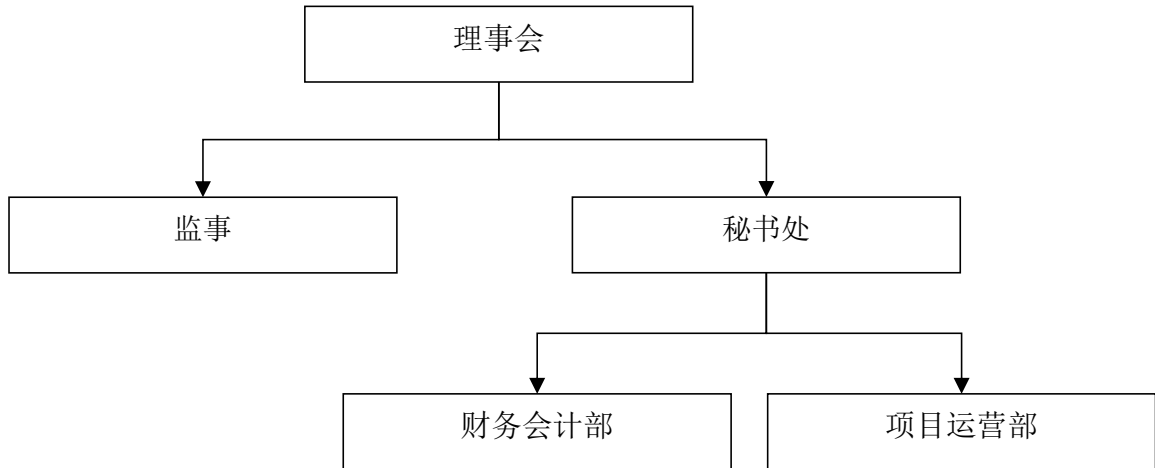 理事会
监事
秘书处
财务会计部
项目运营部